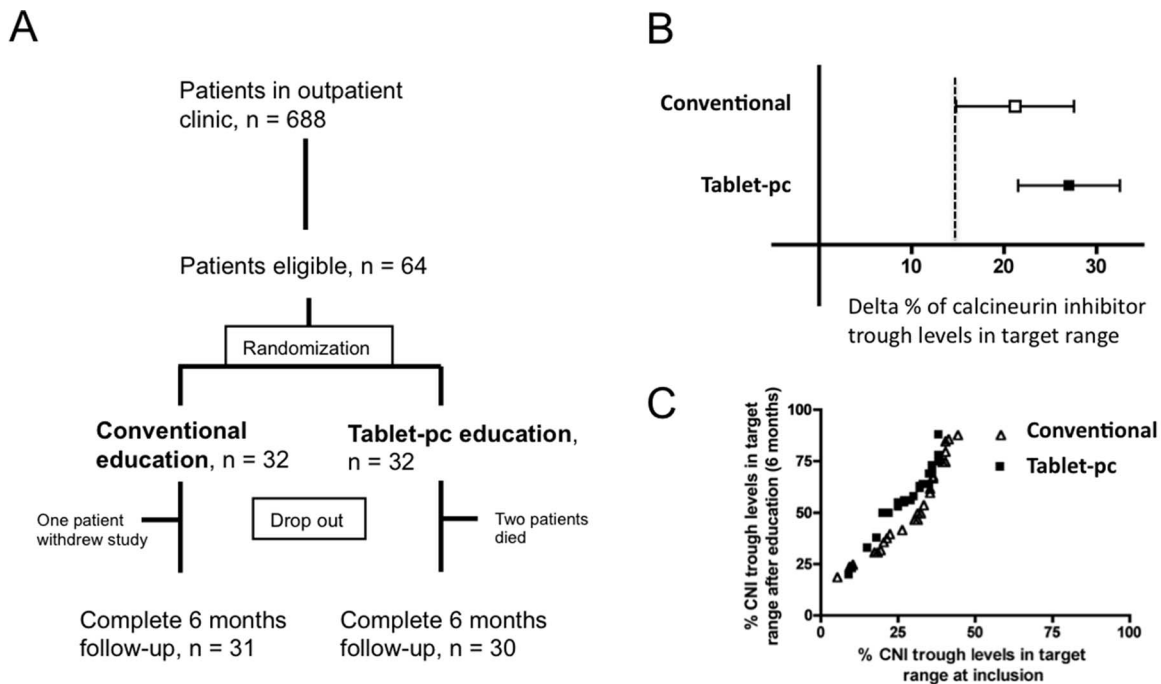 A
Patients in outpatient
clinic, n = 688
Patients eligible, n = 64
Randomization
Conventional
education, n = 32
Tablet-pc education,
n = 32
One patient
withdrew study
Drop out
Two patients
died
Complete 6 months
follow-up, n = 31
Complete 6 months
follow-up, n = 30
B
Conventional
Tablet-pc
10
20
30
Delta % of calcineurin inhibitor
trough levels in target range
C
% CNI trough levels in target
range after education (6 months)
100
75
50
25
0
0
25
50
75
100
% CNI trough levels in target
range at inclusion
Conventional
Tablet-pc